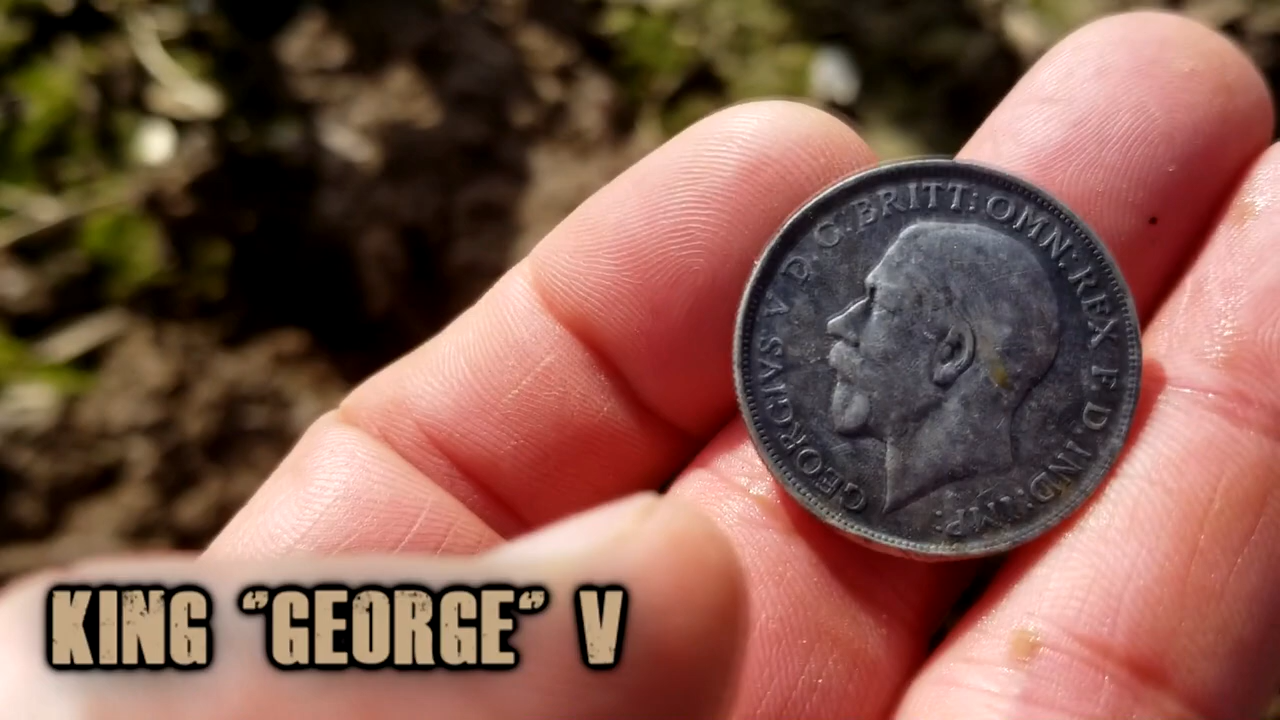 GEORGIVS V D. G. BRITT: OMN: REX F. D. IND: IMP:
KING “GEORGE“ V